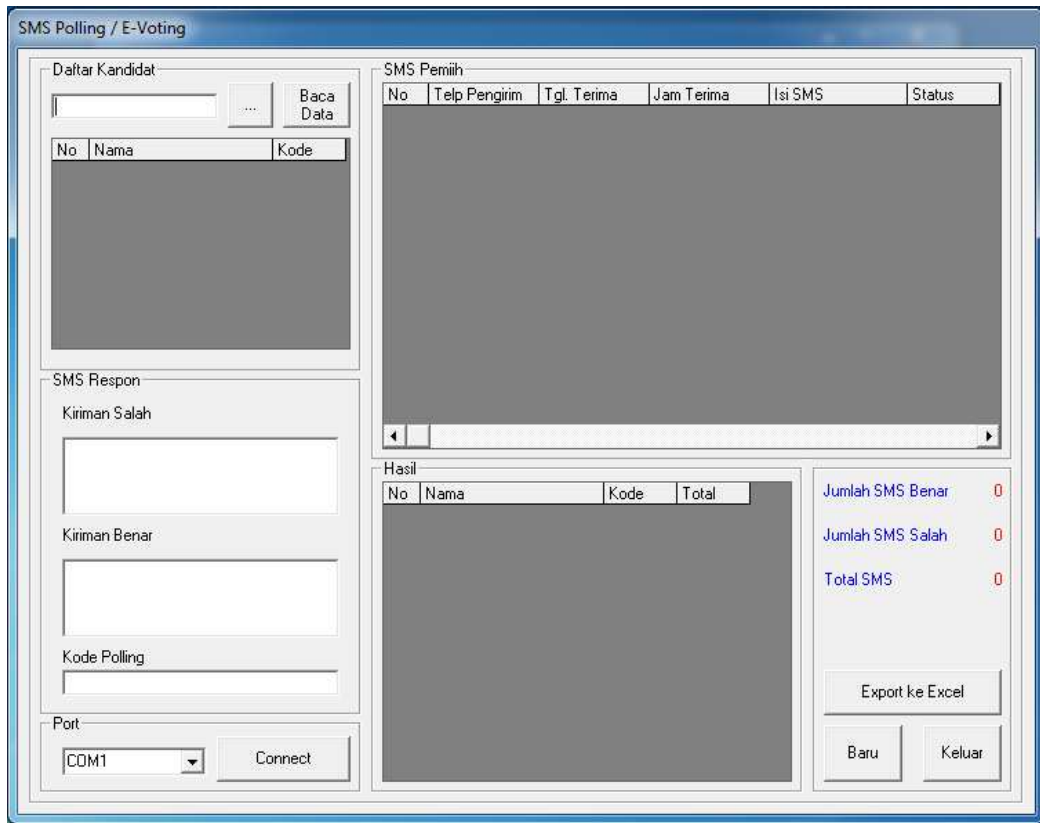 SMS Polling / E-Voting
Daftar Kandidat
...
Baca
Data
No Nama Kode
SMS Respon
Kiriman Salah
Kiriman Benar
Kode Polling
Port
COM1
Connect
SMS Pemiih
No Telp Pengirim Tgl. Terima Jam Terima Isi SMS Status
Hasil
No Nama Kode Total
Jumlah SMS Benar 0
Jumlah SMS Salah 0
Total SMS 0
Export ke Excel
Baru
Keluar